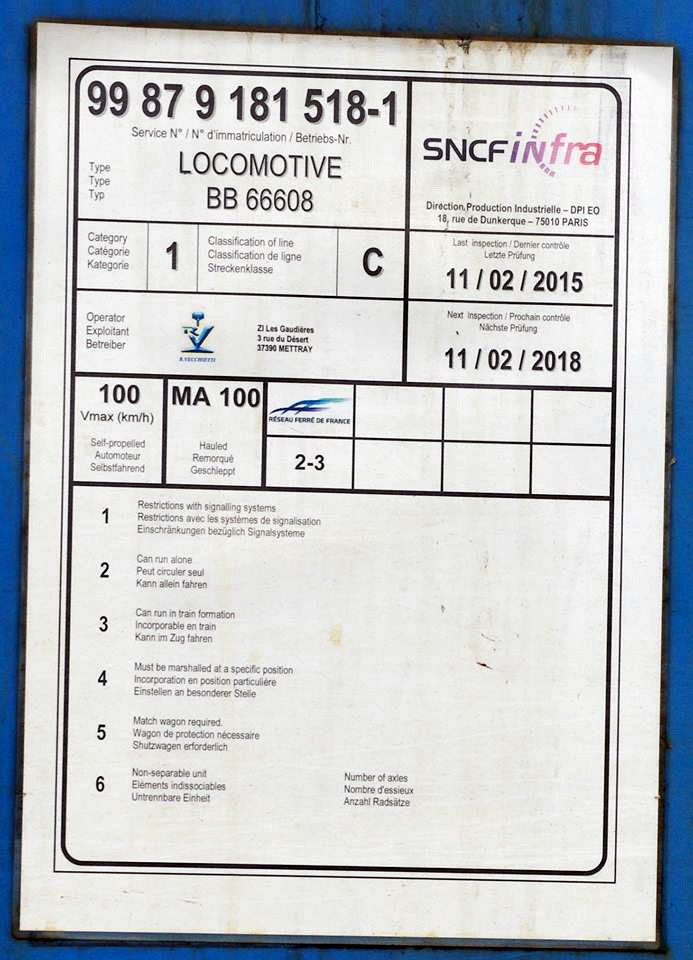 99 87 9 181 518-1
Service N° / N° d'immatriculation / Betriebs-Nr.
Type
Type
Typ
LOCOMOTIVE
BB 66608
SNCF iNfra
Direction Production Industrielle – DPI EO
18, rue de Dunkerque – 75010 PARIS
Category
Catégorie
Kategorie
1
Classification of line
Classification de ligne
Streckenklasse
C
Last inspection / Dernier contrôle
Letzte Prüfung
11 / 02 / 2015
Operator
Exploitant
Betreiber
R.VECCHIETTI
ZI Les Gaudières
3 rue du Désert
37390 METTRAY
Next Inspection / Prochain contrôle
Nächste Prüfung
11 / 02 / 2018
100
Vmax (km/h)
Self-propelled
Automoteur
Selbstfahrend
MA 100
Hauled
Remorqué
Geschleppt
RÉSEAU FERRÉ DE FRANCE
2-3
1
Restrictions with signalling systems
Restrictions avec les systèmes de signalisation
Einschränkungen bezüglich Signalsysteme
2
Can run alone
Peut circuler seul
Kann allein fahren
3
Can run in train formation
Incorporable en train
Kann im Zug fahren
4
Must be marshalled at a specific position
Incorporation en position particulière
Einstellen an besonderer Stelle
5
Match wagon required.
Wagon de protection nécessaire
Shutzwagen erforderlich
6
Non-separable unit
Eléments indissociables
Untrennbare Einheit
Number of axles
Nombre d'essieux
Anzahl Radsätze